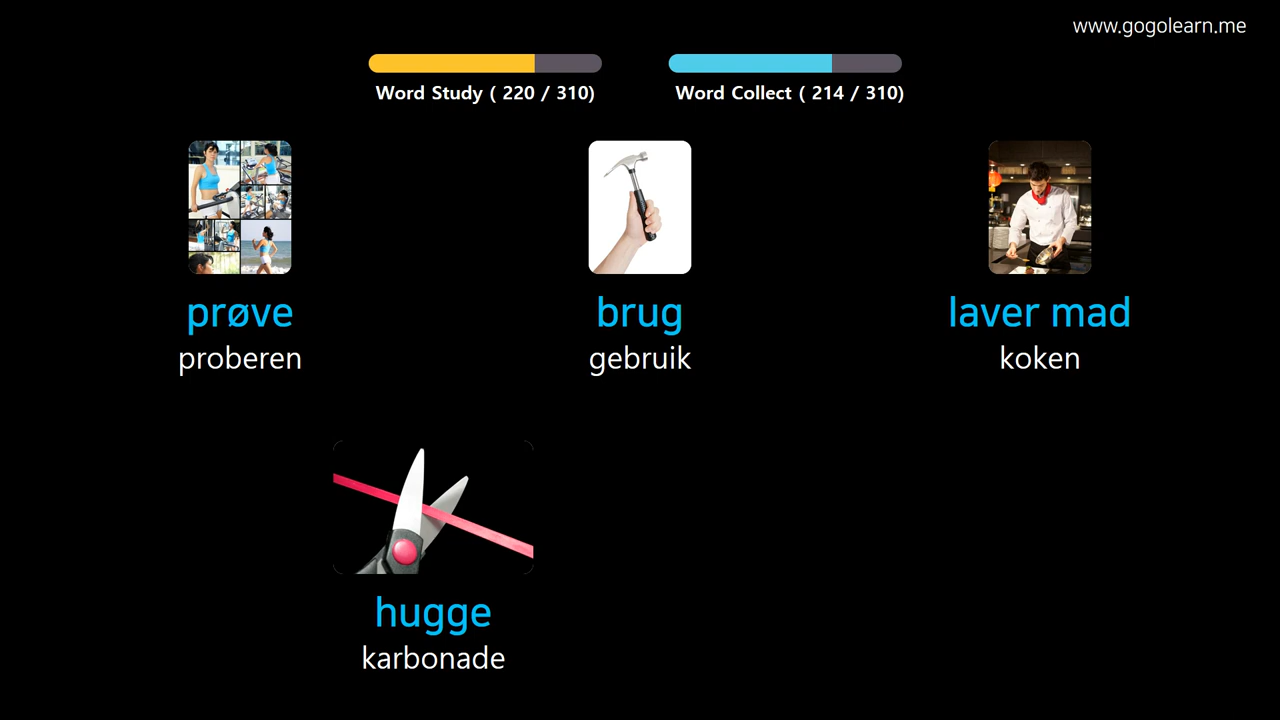 www.gogolearn.me
Word Study ( 220 / 310)
Word Collect ( 214 / 310)
prøve
proberen
brug
gebruik
laver mad
koken
hugge
karbonade